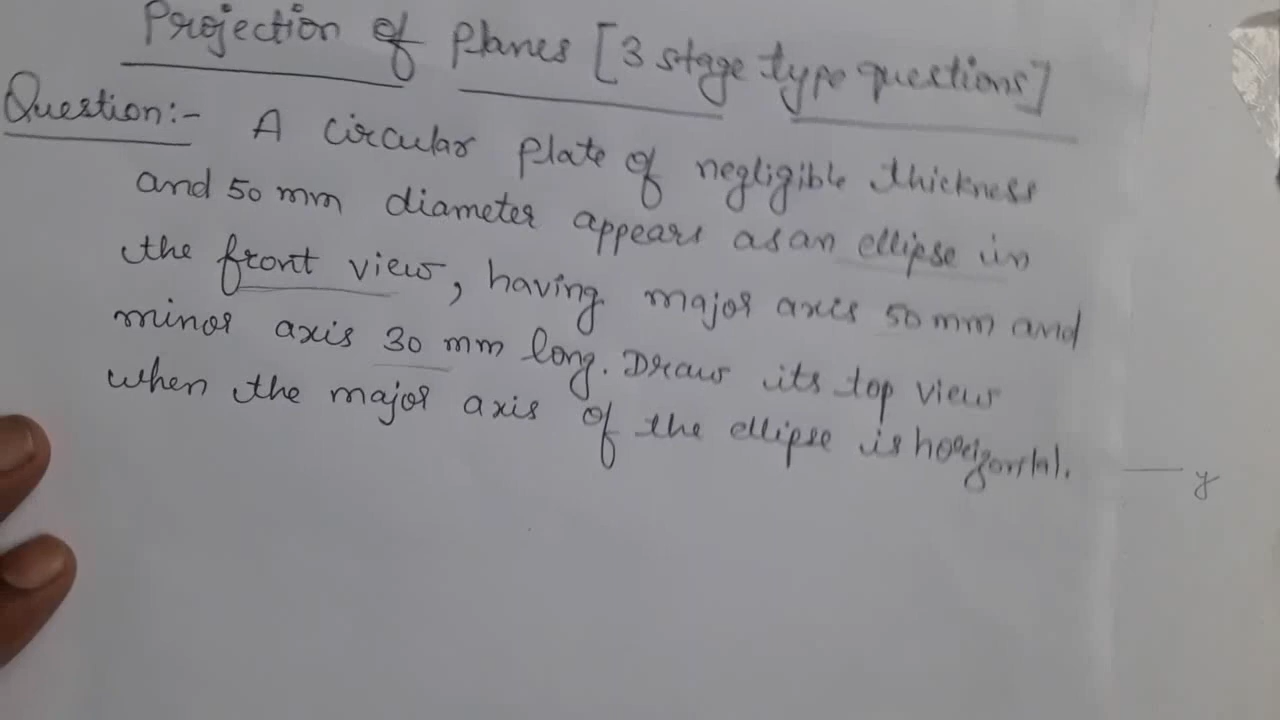 Projection of Planes [3 stage type questions]
Question:- A circular plate of negligible thickness
and 50 mm diameter appears as an ellipse in
the front view, having major axis 50 mm and
minor axis 30 mm long. Draw its top view
when the major axis of the ellipse is horizontal.
y